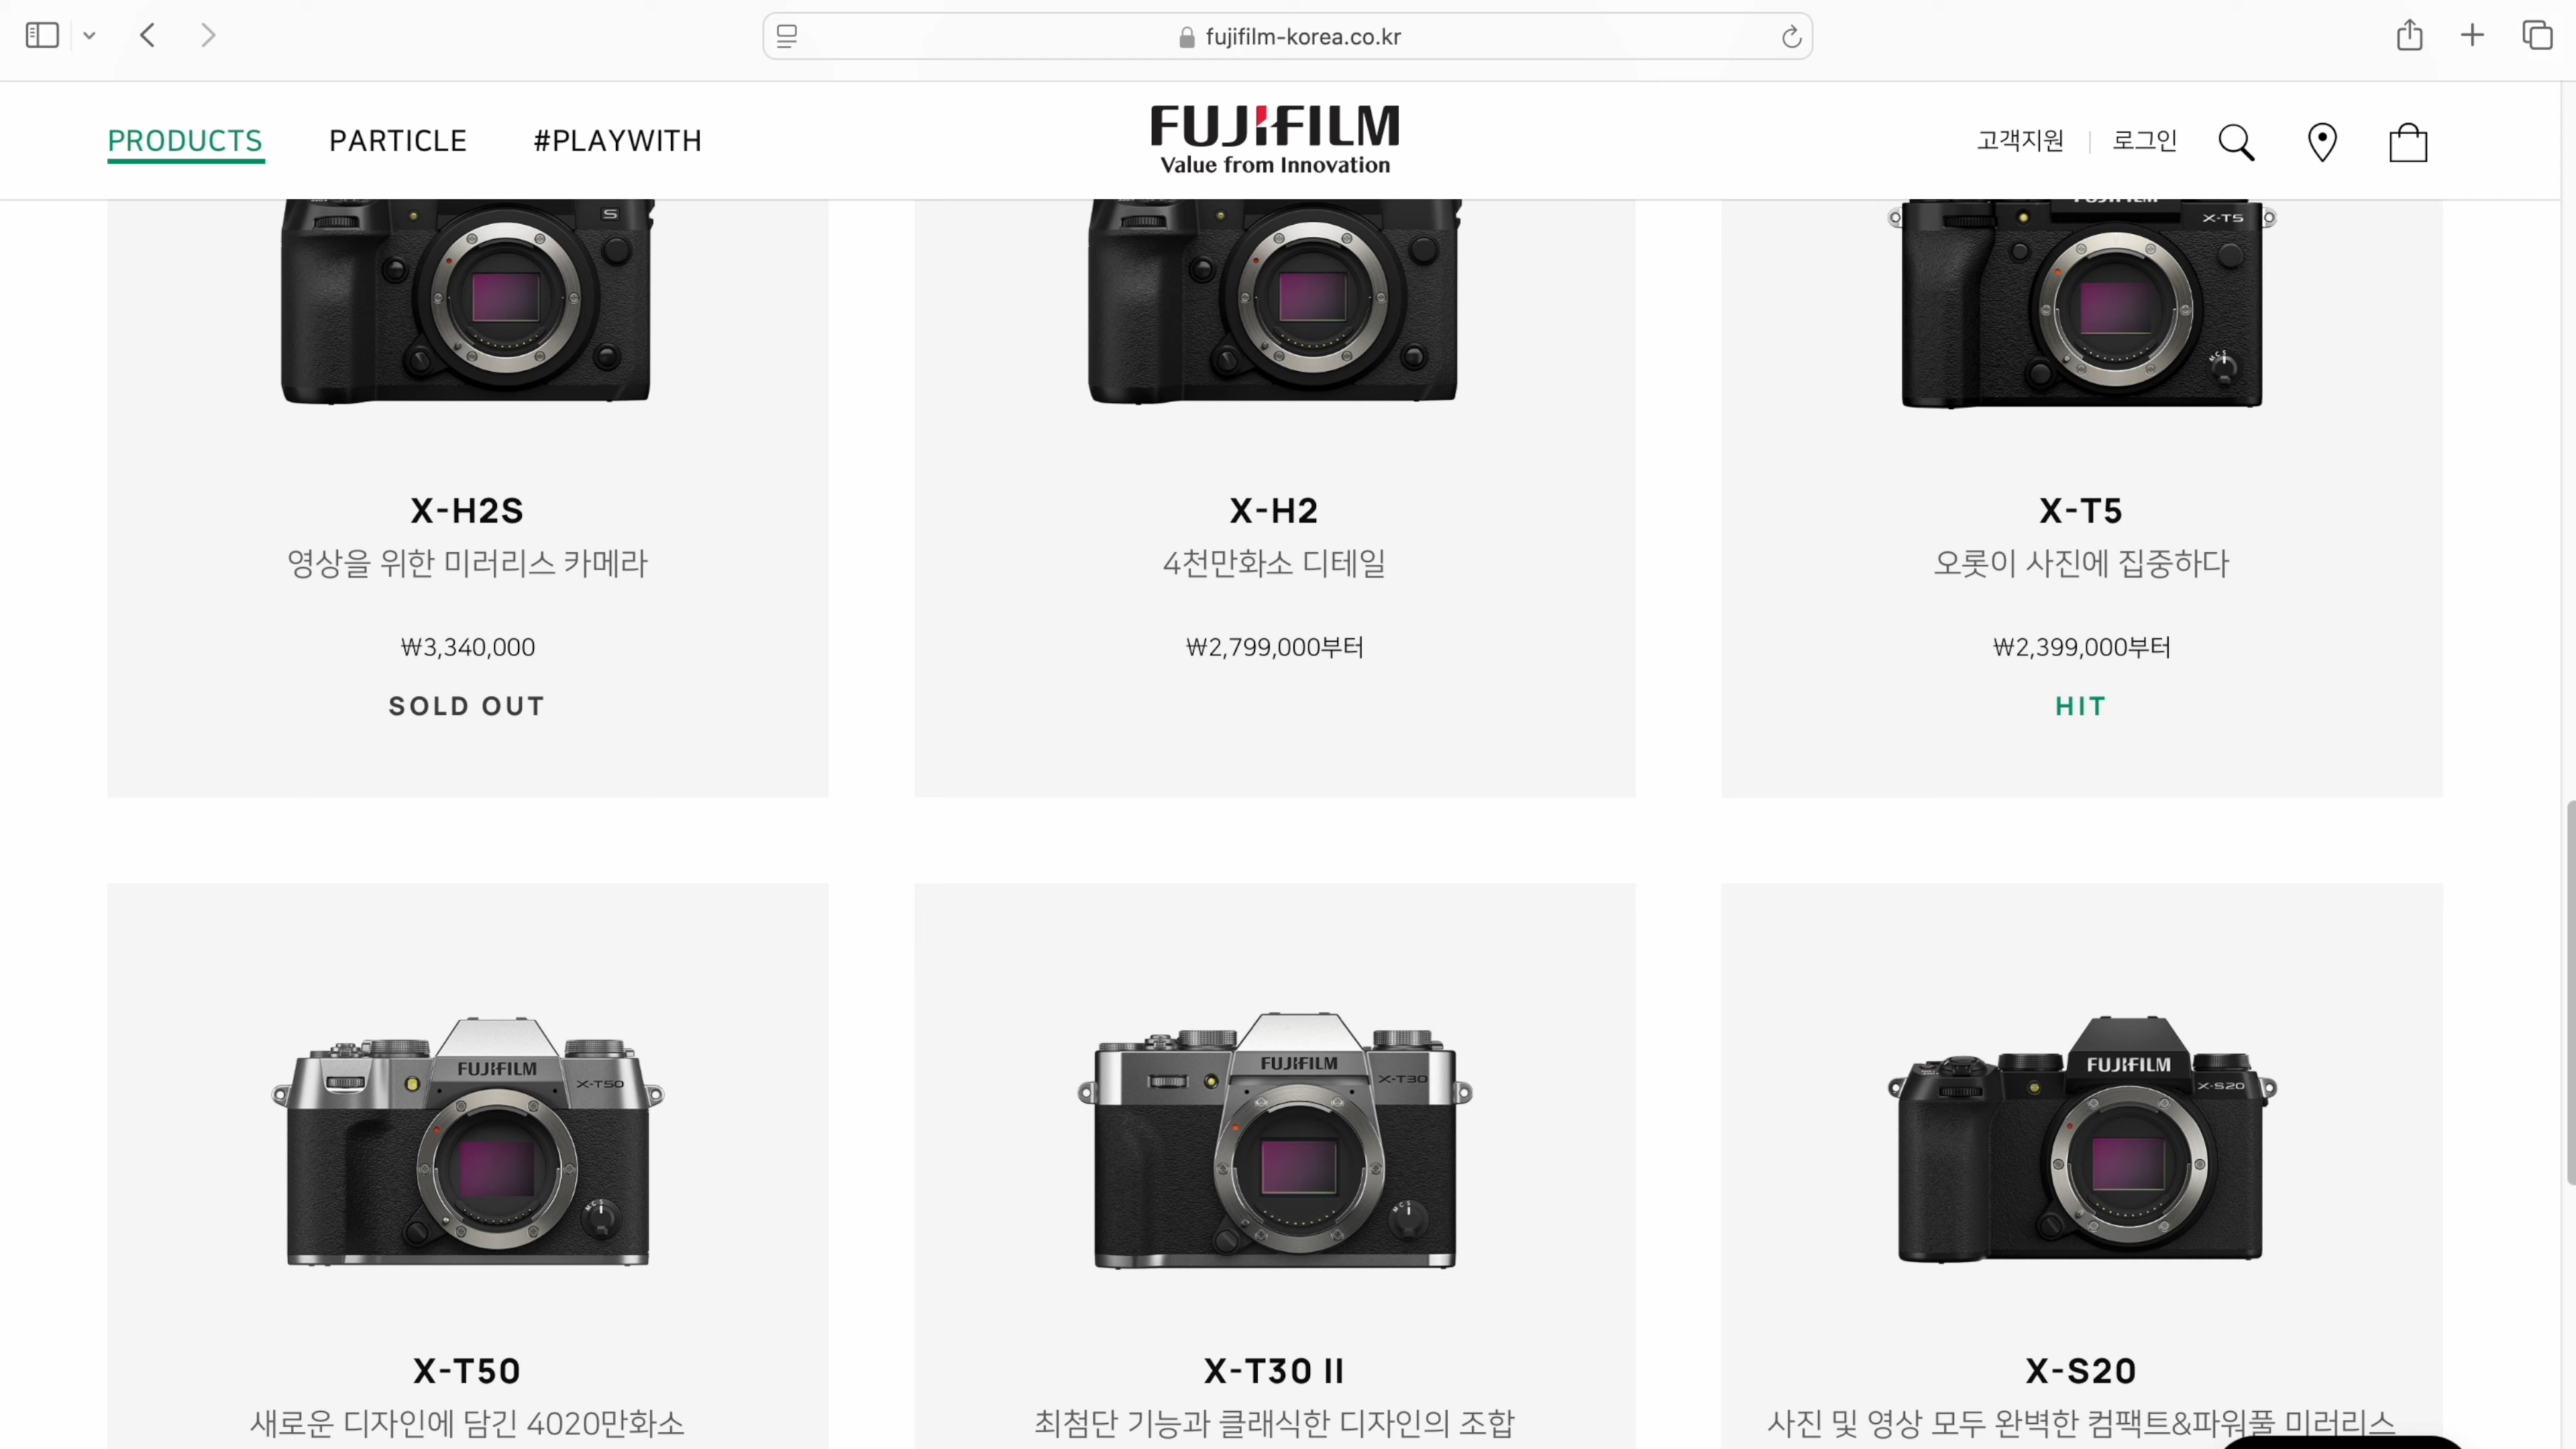 fujifilm-korea.co.kr
PRODUCTS PARTICLE #PLAYWITH
FUJIFILM
Value from Innovation
고객지원 로그인
S
X-T5
X-H2S
영상을 위한 미러리스 카메라
₩3,340,000
SOLD OUT
X-H2
4천만화소 디테일
₩2,799,000부터
X-T5
오롯이 사진에 집중하다
₩2,399,000부터
HIT
FUJIFILM
X-T50
X-T50
새로운 디자인에 담긴 4020만화소
FUJIFILM
X-T30
X-T30 II
최첨단 기능과 클래식한 디자인의 조합
FUJIFILM
X-S20
X-S20
사진 및 영상 모두 완벽한 컴팩트&파워풀 미러리스